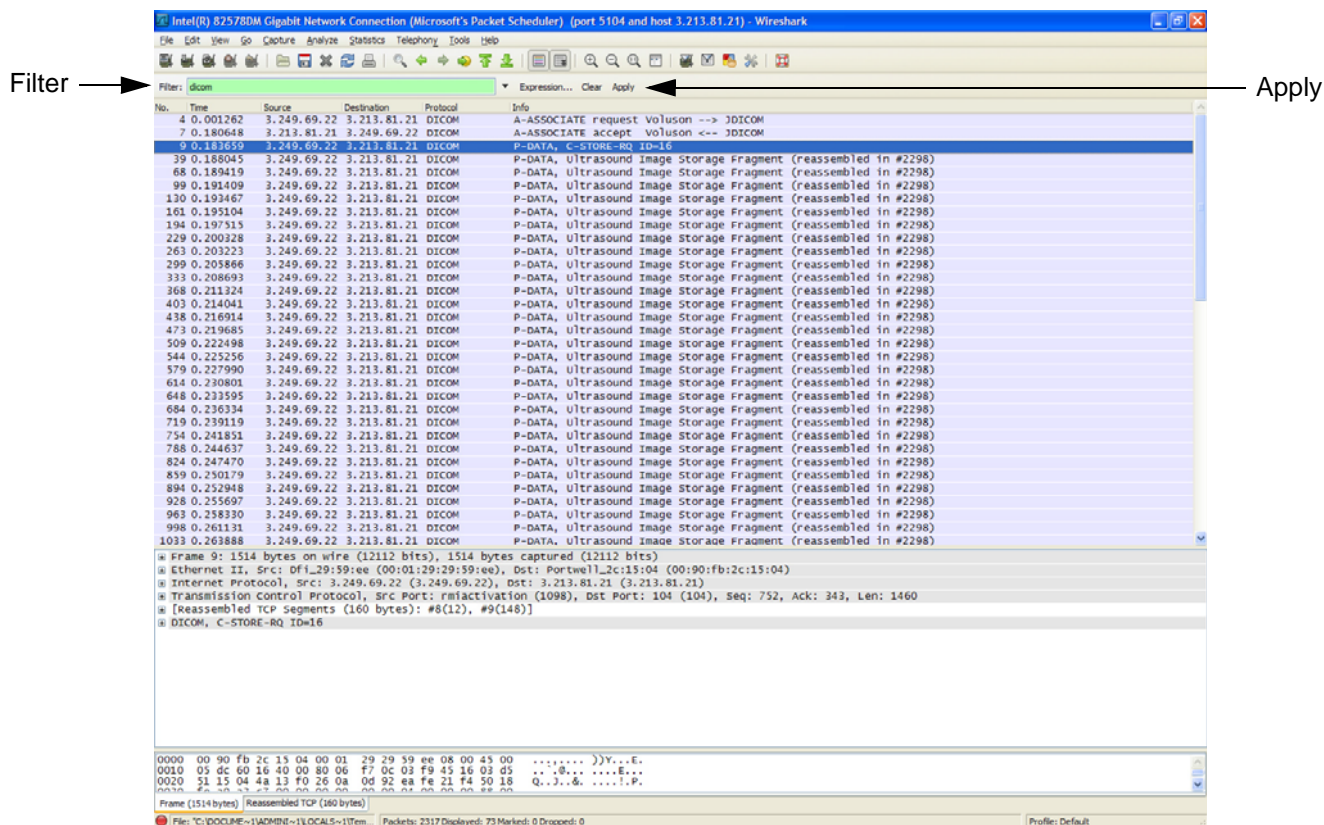 Intel(R) 82578DM Gigabit Network Connection (Microsoft's Packet Scheduler) (port 5104 and host 3.213.81.21) - Wireshark
File Edit View Go Capture Analyze Statistics Telephony Tools Help
Filter
Filter: dicom Expression... Clear Apply
Apply
No. Time Source Destination Protocol Info
4 0.001262 3.249.69.22 3.213.81.21 DICOM A-ASSOCIATE request Voluson --> JDICOM
7 0.180648 3.213.81.21 3.249.69.22 DICOM A-ASSOCIATE accept Voluson <-- JDICOM
9 0.183659 3.249.69.22 3.213.81.21 DICOM P-DATA, C-STORE-RQ ID=16
39 0.188045 3.249.69.22 3.213.81.21 DICOM P-DATA, Ultrasound Image Storage Fragment (reassembled in #2298)
68 0.189419 3.249.69.22 3.213.81.21 DICOM P-DATA, Ultrasound Image Storage Fragment (reassembled in #2298)
99 0.191409 3.249.69.22 3.213.81.21 DICOM P-DATA, Ultrasound Image Storage Fragment (reassembled in #2298)
130 0.193467 3.249.69.22 3.213.81.21 DICOM P-DATA, Ultrasound Image Storage Fragment (reassembled in #2298)
161 0.195104 3.249.69.22 3.213.81.21 DICOM P-DATA, Ultrasound Image Storage Fragment (reassembled in #2298)
194 0.197515 3.249.69.22 3.213.81.21 DICOM P-DATA, Ultrasound Image Storage Fragment (reassembled in #2298)
229 0.200328 3.249.69.22 3.213.81.21 DICOM P-DATA, Ultrasound Image Storage Fragment (reassembled in #2298)
263 0.203223 3.249.69.22 3.213.81.21 DICOM P-DATA, Ultrasound Image Storage Fragment (reassembled in #2298)
299 0.205866 3.249.69.22 3.213.81.21 DICOM P-DATA, Ultrasound Image Storage Fragment (reassembled in #2298)
333 0.208693 3.249.69.22 3.213.81.21 DICOM P-DATA, Ultrasound Image Storage Fragment (reassembled in #2298)
368 0.211324 3.249.69.22 3.213.81.21 DICOM P-DATA, Ultrasound Image Storage Fragment (reassembled in #2298)
403 0.214041 3.249.69.22 3.213.81.21 DICOM P-DATA, Ultrasound Image Storage Fragment (reassembled in #2298)
438 0.216914 3.249.69.22 3.213.81.21 DICOM P-DATA, Ultrasound Image Storage Fragment (reassembled in #2298)
473 0.219685 3.249.69.22 3.213.81.21 DICOM P-DATA, Ultrasound Image Storage Fragment (reassembled in #2298)
509 0.222498 3.249.69.22 3.213.81.21 DICOM P-DATA, Ultrasound Image Storage Fragment (reassembled in #2298)
544 0.225256 3.249.69.22 3.213.81.21 DICOM P-DATA, Ultrasound Image Storage Fragment (reassembled in #2298)
579 0.227990 3.249.69.22 3.213.81.21 DICOM P-DATA, Ultrasound Image Storage Fragment (reassembled in #2298)
614 0.230801 3.249.69.22 3.213.81.21 DICOM P-DATA, Ultrasound Image Storage Fragment (reassembled in #2298)
648 0.233595 3.249.69.22 3.213.81.21 DICOM P-DATA, Ultrasound Image Storage Fragment (reassembled in #2298)
684 0.236334 3.249.69.22 3.213.81.21 DICOM P-DATA, Ultrasound Image Storage Fragment (reassembled in #2298)
719 0.239119 3.249.69.22 3.213.81.21 DICOM P-DATA, Ultrasound Image Storage Fragment (reassembled in #2298)
754 0.241851 3.249.69.22 3.213.81.21 DICOM P-DATA, Ultrasound Image Storage Fragment (reassembled in #2298)
788 0.244637 3.249.69.22 3.213.81.21 DICOM P-DATA, Ultrasound Image Storage Fragment (reassembled in #2298)
824 0.247470 3.249.69.22 3.213.81.21 DICOM P-DATA, Ultrasound Image Storage Fragment (reassembled in #2298)
859 0.250179 3.249.69.22 3.213.81.21 DICOM P-DATA, Ultrasound Image Storage Fragment (reassembled in #2298)
894 0.252948 3.249.69.22 3.213.81.21 DICOM P-DATA, Ultrasound Image Storage Fragment (reassembled in #2298)
928 0.255697 3.249.69.22 3.213.81.21 DICOM P-DATA, Ultrasound Image Storage Fragment (reassembled in #2298)
963 0.258330 3.249.69.22 3.213.81.21 DICOM P-DATA, Ultrasound Image Storage Fragment (reassembled in #2298)
998 0.261131 3.249.69.22 3.213.81.21 DICOM P-DATA, Ultrasound Image Storage Fragment (reassembled in #2298)
1033 0.263888 3.249.69.22 3.213.81.21 DICOM P-DATA, Ultrasound Image Storage Fragment (reassembled in #2298)
Frame 9: 1514 bytes on wire (12112 bits), 1514 bytes captured (12112 bits)
Ethernet II, Src: Dfi_29:59:ee (00:01:29:29:59:ee), Dst: Portwell_2c:15:04 (00:90:fb:2c:15:04)
Internet Protocol, Src: 3.249.69.22 (3.249.69.22), Dst: 3.213.81.21 (3.213.81.21)
Transmission Control Protocol, Src Port: rmiactivation (1098), Dst Port: 104 (104), Seq: 752, Ack: 343, Len: 1460
[Reassembled TCP Segments (160 bytes): #8(12), #9(148)]
DICOM, C-STORE-RQ ID=16
0000 00 90 fb 2c 15 04 00 01 29 29 59 ee 08 00 45 00 ...,.... ))Y...E.
0010 05 dc 60 16 40 00 80 06 f7 0c 03 f9 45 16 03 d5 ..`.@... ....E...
0020 51 15 04 4a 13 f0 26 0a 0d 92 ea fe 21 f4 50 18 Q..J..&. ....!.P.
Frame (1514 bytes) Reassembled TCP (160 bytes)
File: "C:\DOCUME~1\ADMINI~1\LOCALS~1\Tem... Packets: 2317 Displayed: 73 Marked: 0 Dropped: 0 Profile: Default